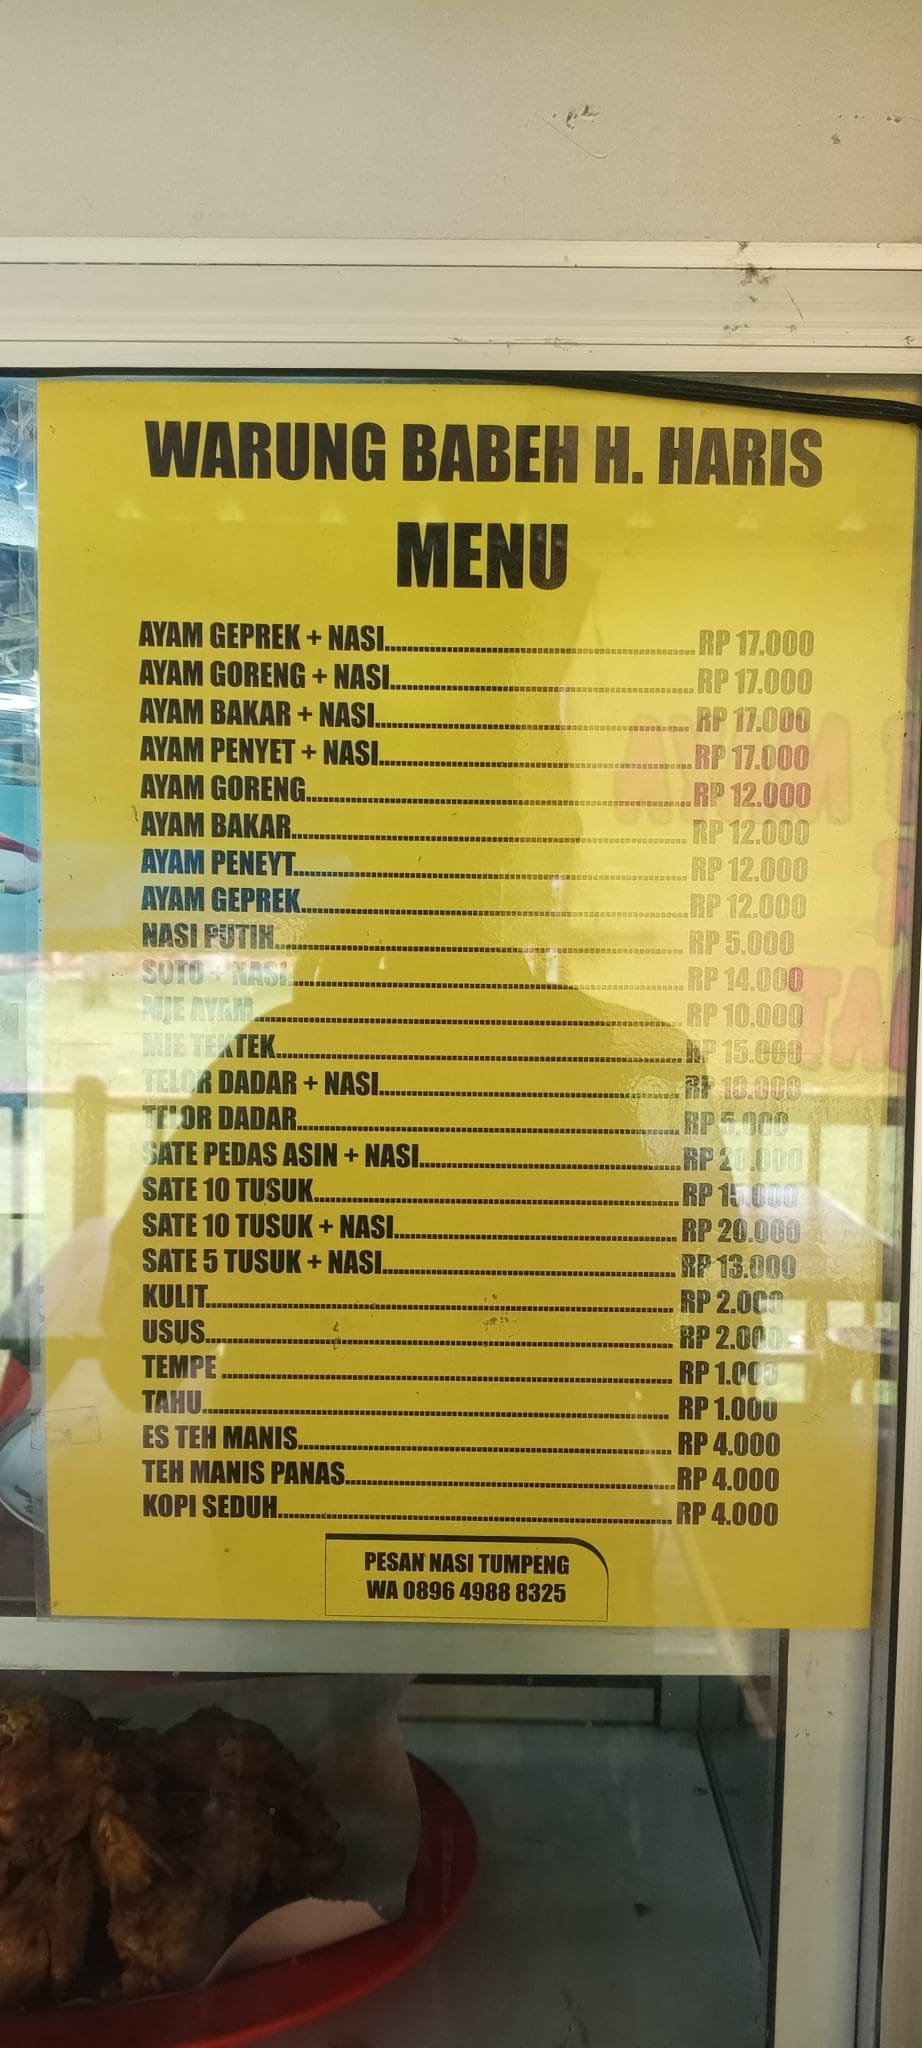 WARUNG BABEH H. HARIS
MENU
AYAM GEPREK + NASI RP 17.000
AYAM GORENG + NASI RP 17.000
AYAM BAKAR + NASI RP 17.000
AYAM PENYET + NASI RP 17.000
AYAM GORENG RP 12.000
AYAM BAKAR RP 12.000
AYAM PENEYT RP 12.000
AYAM GEPREK RP 12.000
NASI PUTIH RP 5.000
SOTO + NASI RP 14.000
MIE AYAM RP 10.000
MIE TEKTEK RP 15.000
TELOR DADAR + NASI RP
TELOR DADAR RP 5.000
SATE PEDAS ASIN + NASI RP 20.000
SATE 10 TUSUK RP 15.000
SATE 10 TUSUK + NASI RP 20.000
SATE 5 TUSUK + NASI RP 13.000
KULIT RP 2.000
USUS RP 2.000
TEMPE RP 1.000
TAHU RP 1.000
ES TEH MANIS RP 4.000
TEH MANIS PANAS RP 4.000
KOPI SEDUH RP 4.000
PESAN NASI TUMPENG
WA 0896 4988 8325